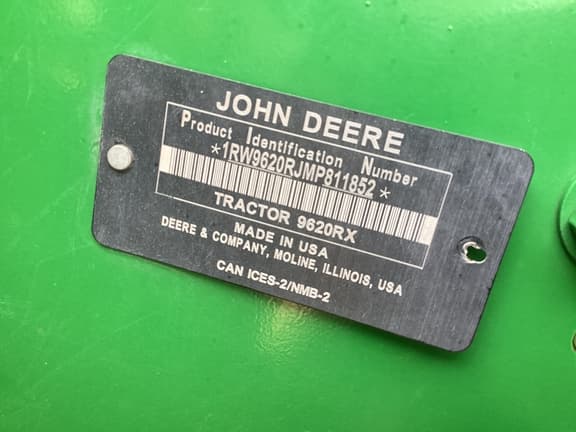 JOHN DEERE
Product Identification Number
*1RW9620RJMP811852*
TRACTOR 9620RX
MADE IN USA
DEERE & COMPANY, MOLINE, ILLINOIS, USA
CAN ICES-2/NMB-2